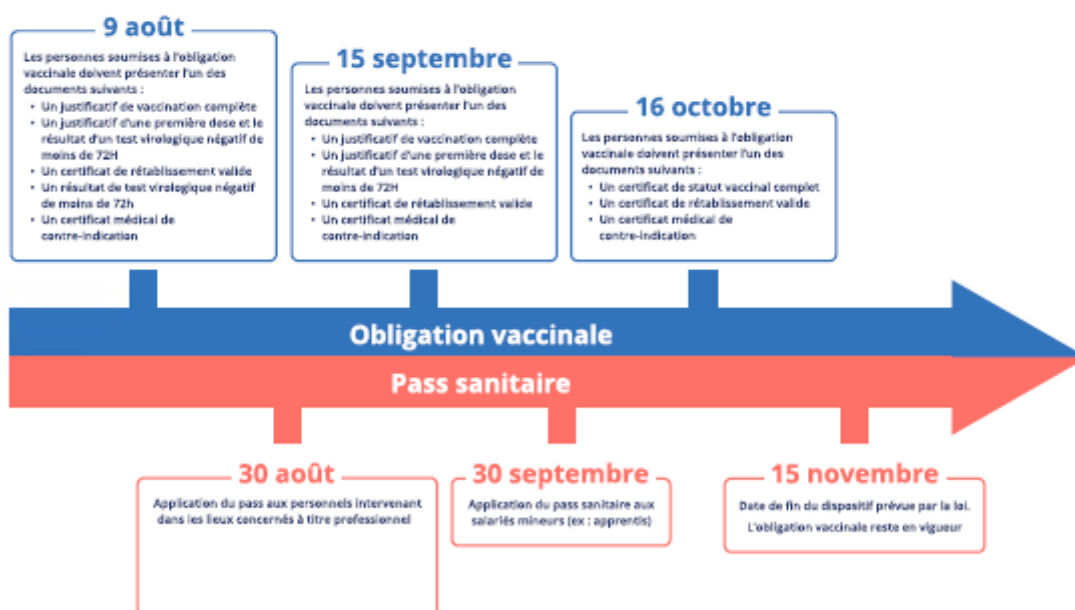 9 août
Les personnes soumises à l'obligation
vaccinale doivent présenter l'un des
documents suivants :
• Un justificatif de vaccination complète
• Un justificatif d'une première dose et le
résultat d'un test virologique négatif de
moins de 72H
• Un certificat de rétablissement valide
• Un résultat de test virologique négatif
de moins de 72h
• Un certificat médical de
contre-indication
15 septembre
Les personnes soumises à l'obligation
vaccinale doivent présenter l'un des
documents suivants :
• Un justificatif de vaccination complète
• Un justificatif d'une première dose et le
résultat d'un test virologique négatif de
moins de 72H
• Un certificat de rétablissement valide
• Un certificat médical de
contre-indication
16 octobre
Les personnes soumises à l'obligation
vaccinale doivent présenter l'un des
documents suivants :
• Un certificat de statut vaccinal complet
• Un certificat de rétablissement valide
• Un certificat médical de
contre-indication
Obligation vaccinale
Pass sanitaire
30 août
Application du pass aux personnels intervenant
dans les lieux concernés à titre professionnel
30 septembre
Application du pass sanitaire aux
salariés mineurs (ex : apprentis)
15 novembre
Date de fin du dispositif prévue par la loi.
L'obligation vaccinale reste en vigueur